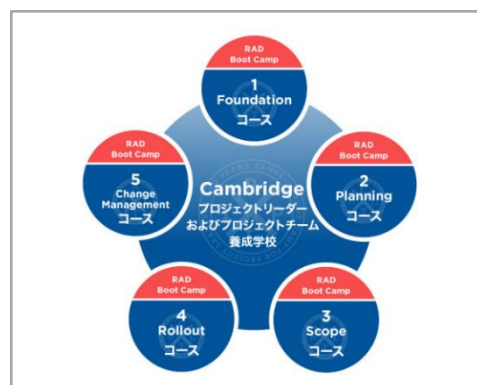 RAD
Boot Camp
1
Foundation
コース
RAD
Boot Camp
2
Planning
コース
RAD
Boot Camp
3
Scope
コース
RAD
Boot Camp
4
Rollout
コース
RAD
Boot Camp
5
Change
Management
コース
Cambridge
プロジェクトリーダー
およびプロジェクトチーム
養成学校